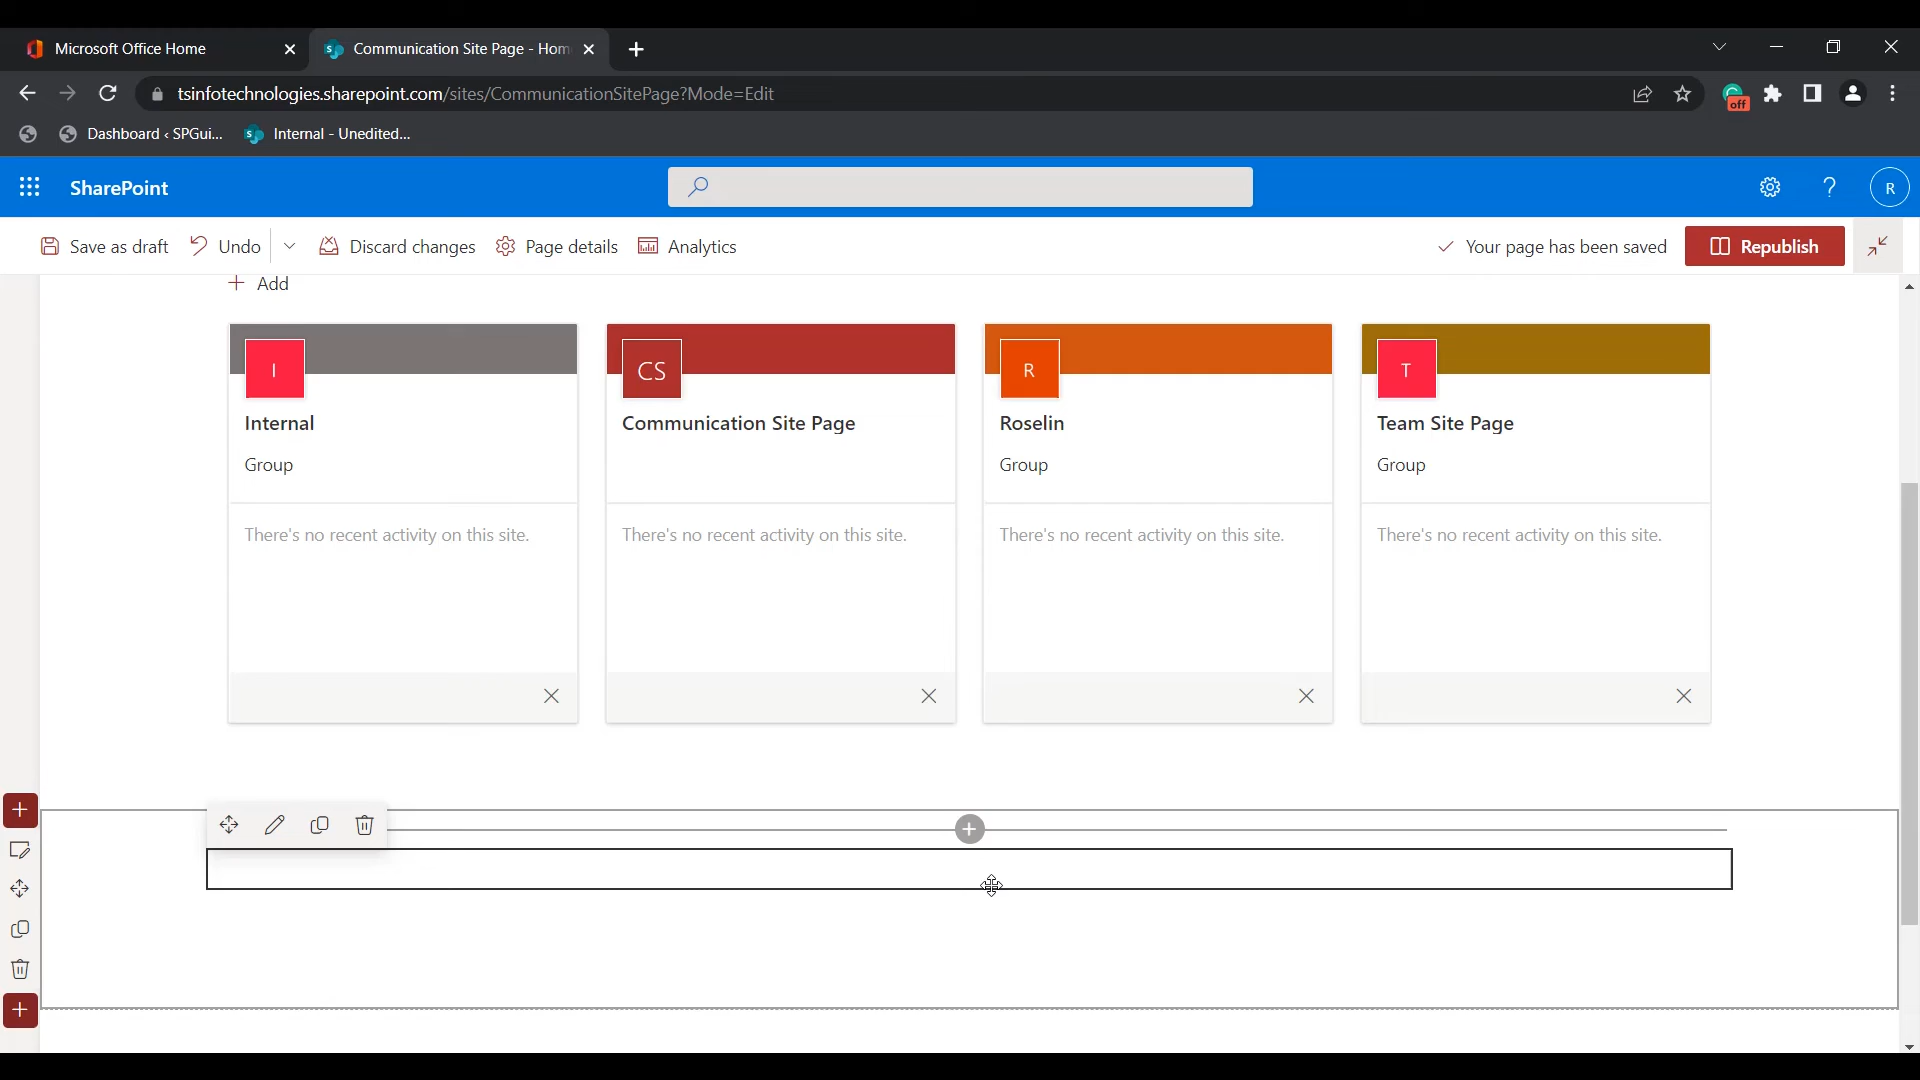 Microsoft Office Home
Communication Site Page - Hom
tsinfotechnologies.sharepoint.com/sites/CommunicationSitePage?Mode=Edit
off
Dashboard ‹ SPGui...
S Internal - Unedited...
SharePoint
?
R
Save as draft
Undo
Discard changes
Page details
Analytics
Your page has been saved
Republish
Add
I
CS
R
T
Internal
Communication Site Page
Roselin
Team Site Page
Group
Group
Group
There's no recent activity on this site.
There's no recent activity on this site.
There's no recent activity on this site.
There's no recent activity on this site.